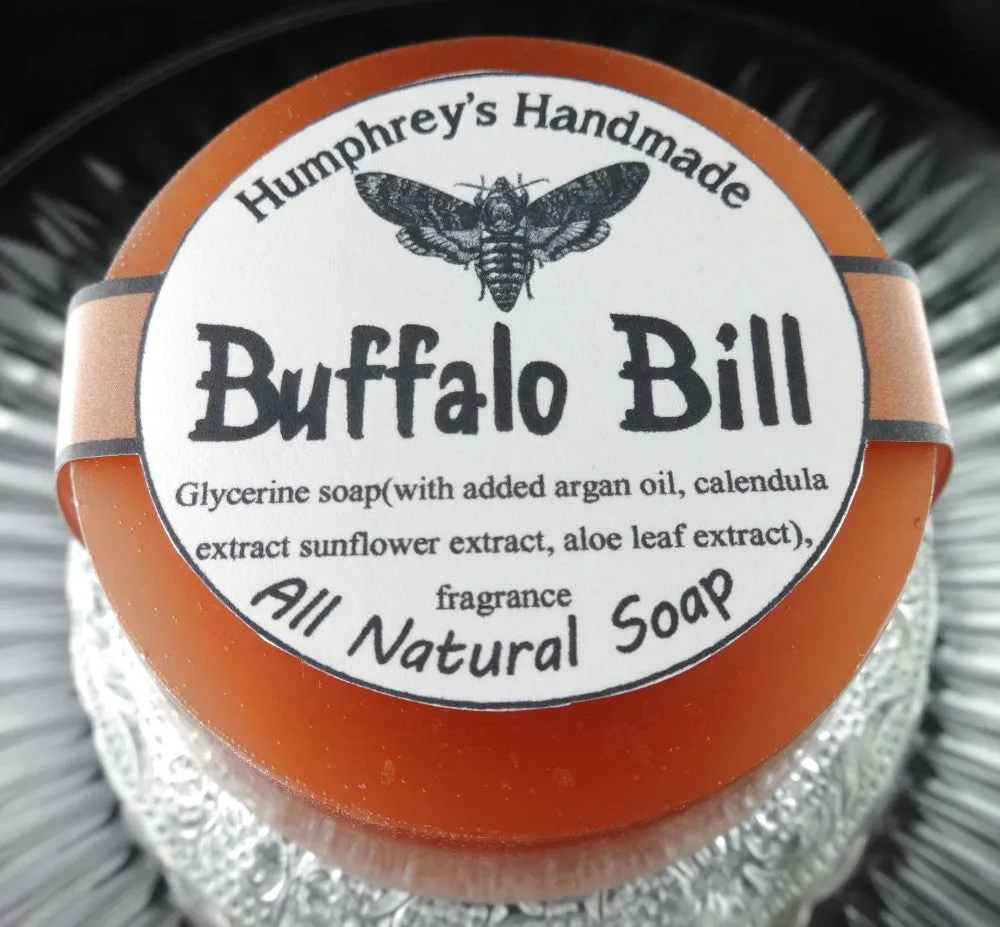 Humphrey's Handmade
Buffalo Bill
Glycerine soap(with added argan oil, calendula
extract sunflower extract, aloe leaf extract),
fragrance
All Natural Soap